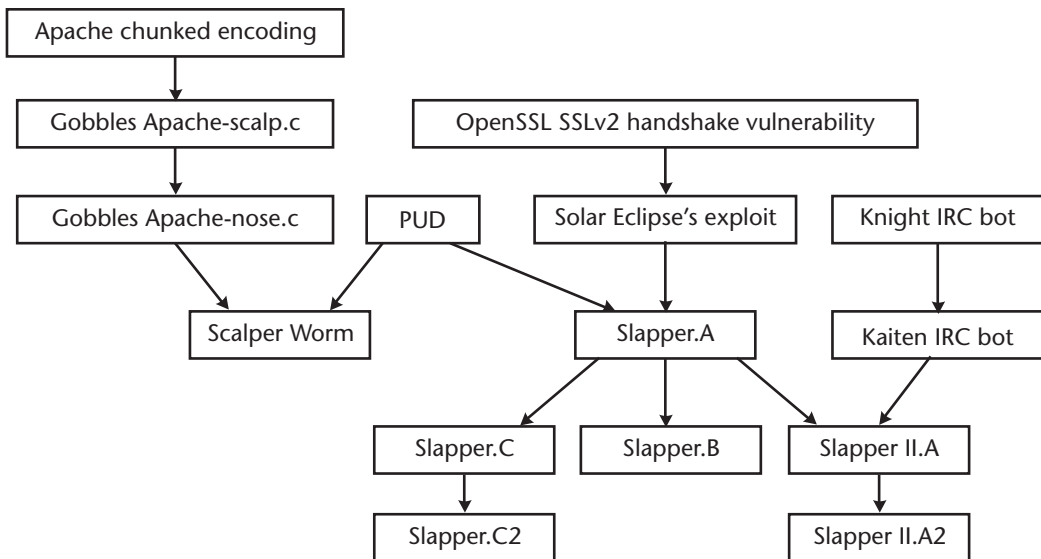 Apache chunked encoding
Gobbles Apache-scalp.c
OpenSSL SSLv2 handshake vulnerability
Gobbles Apache-nose.c
PUD
Solar Eclipse’s exploit
Knight IRC bot
Scalper Worm
Slapper.A
Kaiten IRC bot
Slapper.C
Slapper.B
Slapper II.A
Slapper.C2
Slapper II.A2